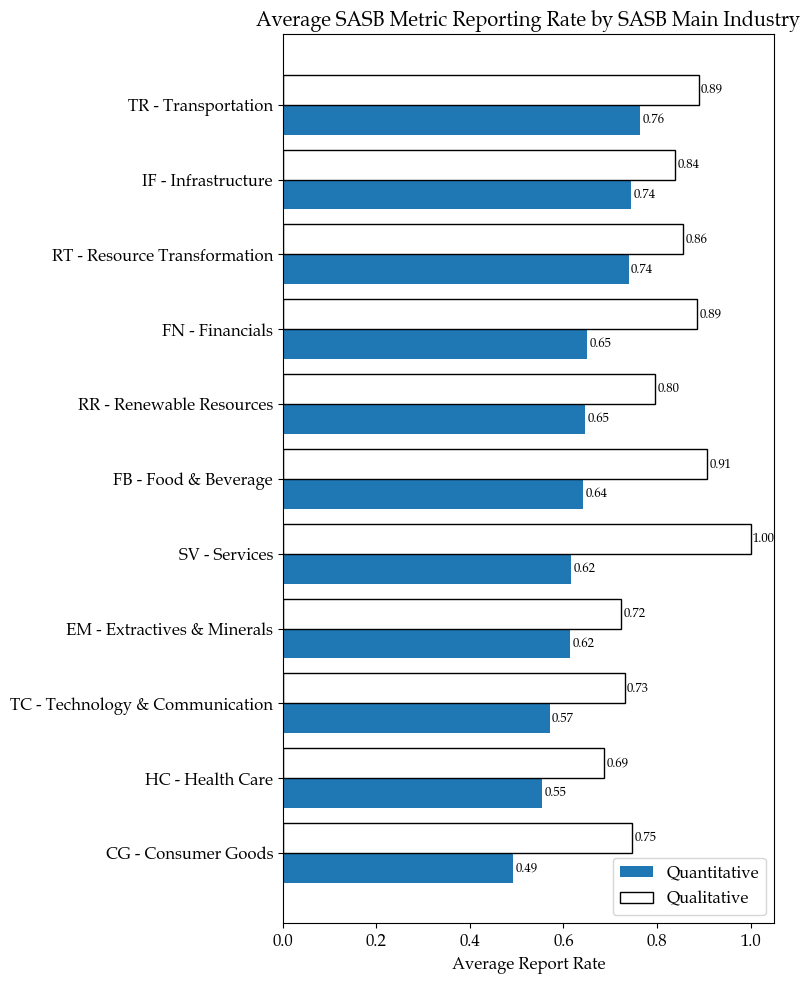 Average SASB Metric Reporting Rate by SASB Main Industry
TR - Transportation
0.89
0.76
IF - Infrastructure
0.84
0.74
RT - Resource Transformation
0.86
0.74
FN - Financials
0.89
0.65
RR - Renewable Resources
0.80
0.65
FB - Food & Beverage
0.91
0.64
SV - Services
1.00
0.62
EM - Extractives & Minerals
0.72
0.62
TC - Technology & Communication
0.73
0.57
HC - Health Care
0.69
0.55
CG - Consumer Goods
0.75
0.49
Quantitative
Qualitative
0.0 0.2 0.4 0.6 0.8 1.0
Average Report Rate